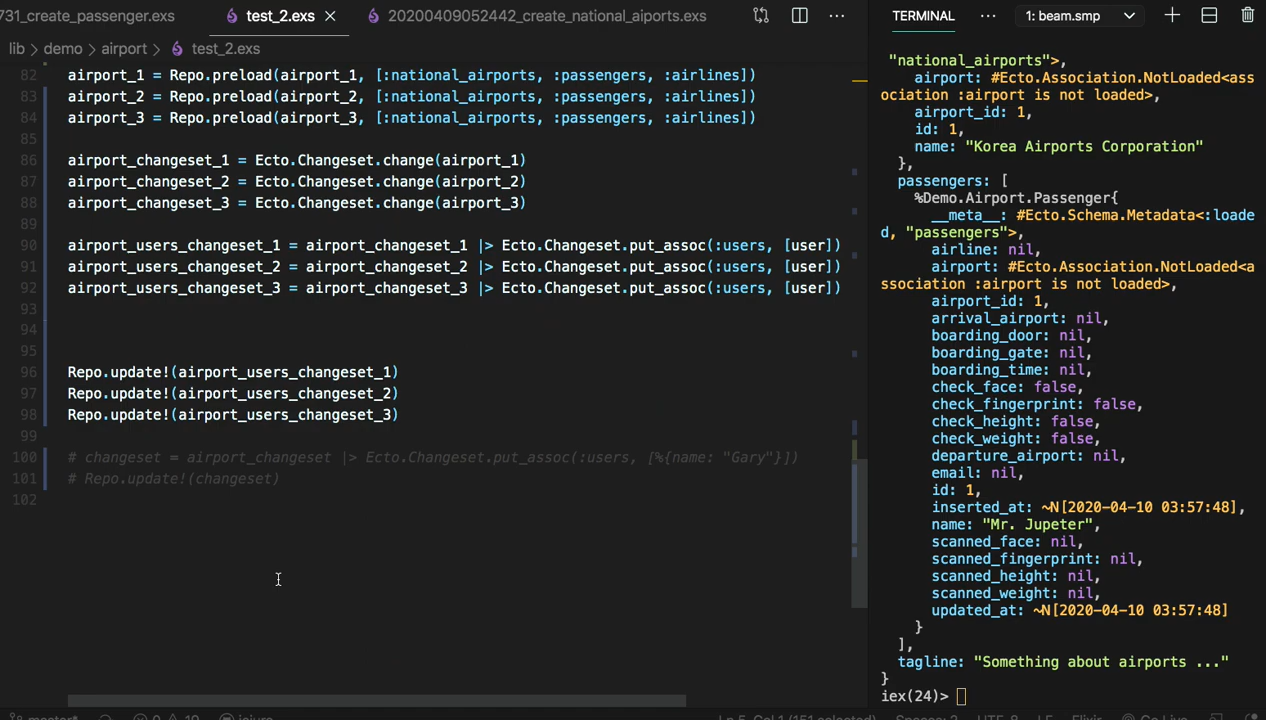 731_create_passenger.exs test_2.exs 20200409052442_create_national_aiports.exs
lib > demo > airport > test_2.exs
82 airport_1 = Repo.preload(airport_1, [:national_airports, :passengers, :airlines])
83 airport_2 = Repo.preload(airport_2, [:national_airports, :passengers, :airlines])
84 airport_3 = Repo.preload(airport_3, [:national_airports, :passengers, :airlines])
85
86 airport_changeset_1 = Ecto.Changeset.change(airport_1)
87 airport_changeset_2 = Ecto.Changeset.change(airport_2)
88 airport_changeset_3 = Ecto.Changeset.change(airport_3)
89
90 airport_users_changeset_1 = airport_changeset_1 |> Ecto.Changeset.put_assoc(:users, [user])
91 airport_users_changeset_2 = airport_changeset_2 |> Ecto.Changeset.put_assoc(:users, [user])
92 airport_users_changeset_3 = airport_changeset_3 |> Ecto.Changeset.put_assoc(:users, [user])
93
94
95
96 Repo.update!(airport_users_changeset_1)
97 Repo.update!(airport_users_changeset_2)
98 Repo.update!(airport_users_changeset_3)
99
100 # changeset = airport_changeset |> Ecto.Changeset.put_assoc(:users, [%{name: "Gary"}])
101 # Repo.update!(changeset)
102
TERMINAL 1: beam.smp
"national_airports">,
airport: #Ecto.Association.NotLoaded<ass
ociation :airport is not loaded>,
airport_id: 1,
id: 1,
name: "Korea Airports Corporation"
},
passengers: [
%Demo.Airport.Passenger{
__meta__: #Ecto.Schema.Metadata<:loade
d, "passengers">,
airline: nil,
airport: #Ecto.Association.NotLoaded<a
ssociation :airport is not loaded>,
airport_id: 1,
arrival_airport: nil,
boarding_door: nil,
boarding_gate: nil,
boarding_time: nil,
check_face: false,
check_fingerprint: false,
check_height: false,
check_weight: false,
departure_airport: nil,
email: nil,
id: 1,
inserted_at: ~N[2020-04-10 03:57:48],
name: "Mr. Jupeter",
scanned_face: nil,
scanned_fingerprint: nil,
scanned_height: nil,
scanned_weight: nil,
updated_at: ~N[2020-04-10 03:57:48]
}
],
tagline: "Something about airports ..."
}
iex(24)>